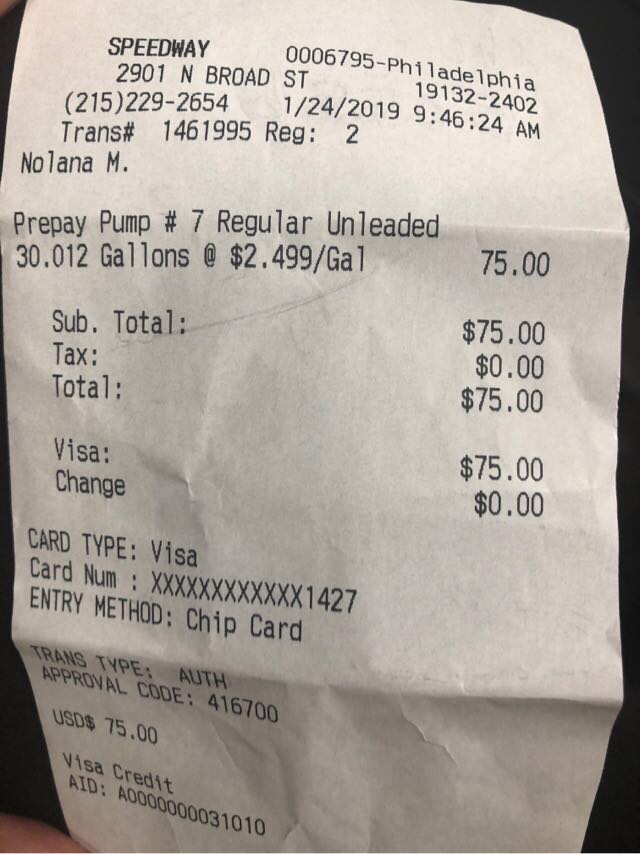 SPEEDWAY 0006795-Philadelphia
2901 N BROAD ST 19132-2402
(215)229-2654 1/24/2019 9:46:24 AM
Trans# 1461995 Reg: 2
Nolana M.
Prepay Pump # 7 Regular Unleaded
30.012 Gallons @ $2.499/Gal 75.00
Sub. Total: $75.00
Tax: $0.00
Total: $75.00
Visa: $75.00
Change $0.00
CARD TYPE: Visa
Card Num : XXXXXXXXXXXX1427
ENTRY METHOD: Chip Card
TRANS TYPE: AUTH
APPROVAL CODE: 416700
USD$ 75.00
Visa Credit
AID: A0000000031010